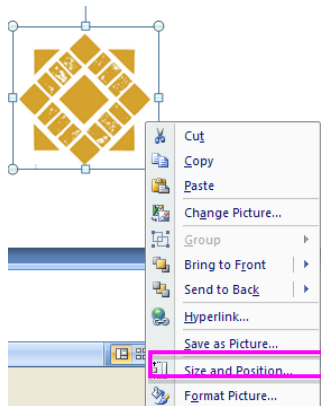 Cut
Copy
Paste
Change Picture...
Group
Bring to Front
Send to Back
Hyperlink...
Save as Picture...
Size and Position...
Format Picture...